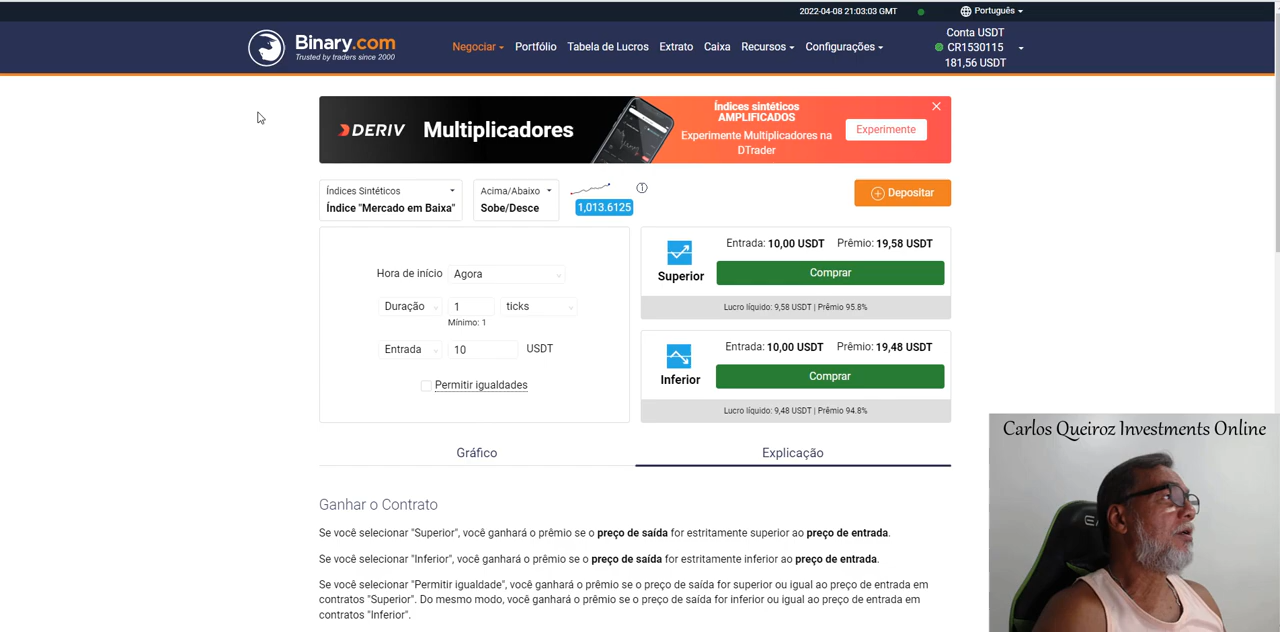 2022-04-08 21:03:03 GMT
Português
Binary.com
Trusted by traders since 2000
Negociar
Portfólio
Tabela de Lucros
Extrato
Caixa
Recursos
Configurações
Conta USDT
CR1530115
181,56 USDT
DERIV
Multiplicadores
Índices sintéticos
AMPLIFICADOS
Experimente Multiplicadores na
DTrader
Experimente
Índices Sintéticos
Índice "Mercado em Baixa"
Acima/Abaixo
Sobe/Desce
1,013.6125
Depositar
Hora de início Agora
Duração 1 ticks
Mínimo: 1
Entrada 10 USDT
Permitir igualdades
Superior
Entrada: 10,00 USDT Prêmio: 19,58 USDT
Comprar
Lucro líquido: 9,58 USDT | Prêmio 95.8%
Inferior
Entrada: 10,00 USDT Prêmio: 19,48 USDT
Comprar
Lucro líquido: 9,48 USDT | Prêmio 94.8%
Gráfico
Explicação
Ganhar o Contrato
Se você selecionar "Superior", você ganhará o prêmio se o preço de saída for estritamente superior ao preço de entrada.
Se você selecionar "Inferior", você ganhará o prêmio se o preço de saída for estritamente inferior ao preço de entrada.
Se você selecionar "Permitir igualdade", você ganhará o prêmio se o preço de saída for superior ou igual ao preço de entrada em
contratos "Superior". Do mesmo modo, você ganhará o prêmio se o preço de saída for inferior ou igual ao preço de entrada em
contratos "Inferior".
Carlos Queiroz Investments Online